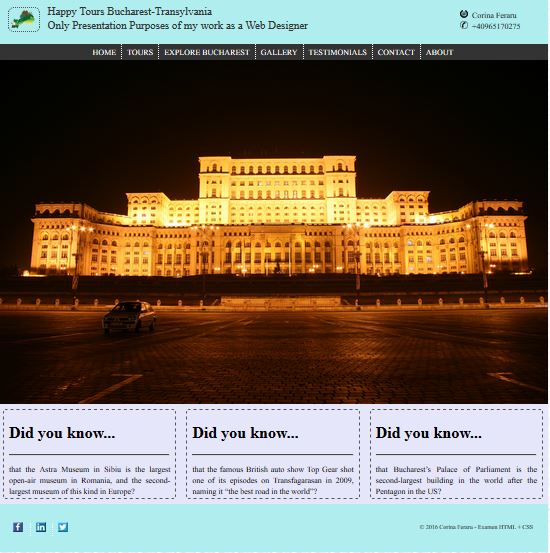 Happy Tours Bucharest-Transylvania
Only Presentation Purposes of my work as a Web Designer
Corina Feraru
+40965170275
HOME TOURS EXPLORE BUCHAREST GALLERY TESTIMONIALS CONTACT ABOUT
Did you know...
that the Astra Museum in Sibiu is the largest
open-air museum in Romania, and the second-
largest museum of this kind in Europe?
Did you know...
that the famous British auto show Top Gear shot
one of its episodes on Transfagarasan in 2009,
naming it “the best road in the world”?
Did you know...
that Bucharest’s Palace of Parliament is the
second-largest building in the world after the
Pentagon in the US?
© 2016 Corina Feraru - Examen HTML + CSS